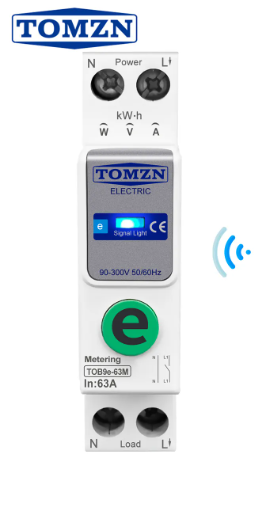 TOMZN
N Power L
kW·h
W V A
TOMZN
ELECTRIC
e Signal Light CE
90-300V 50/60Hz
e
Metering
TOB9e-63M
In:63A
N L
N L
N Load L